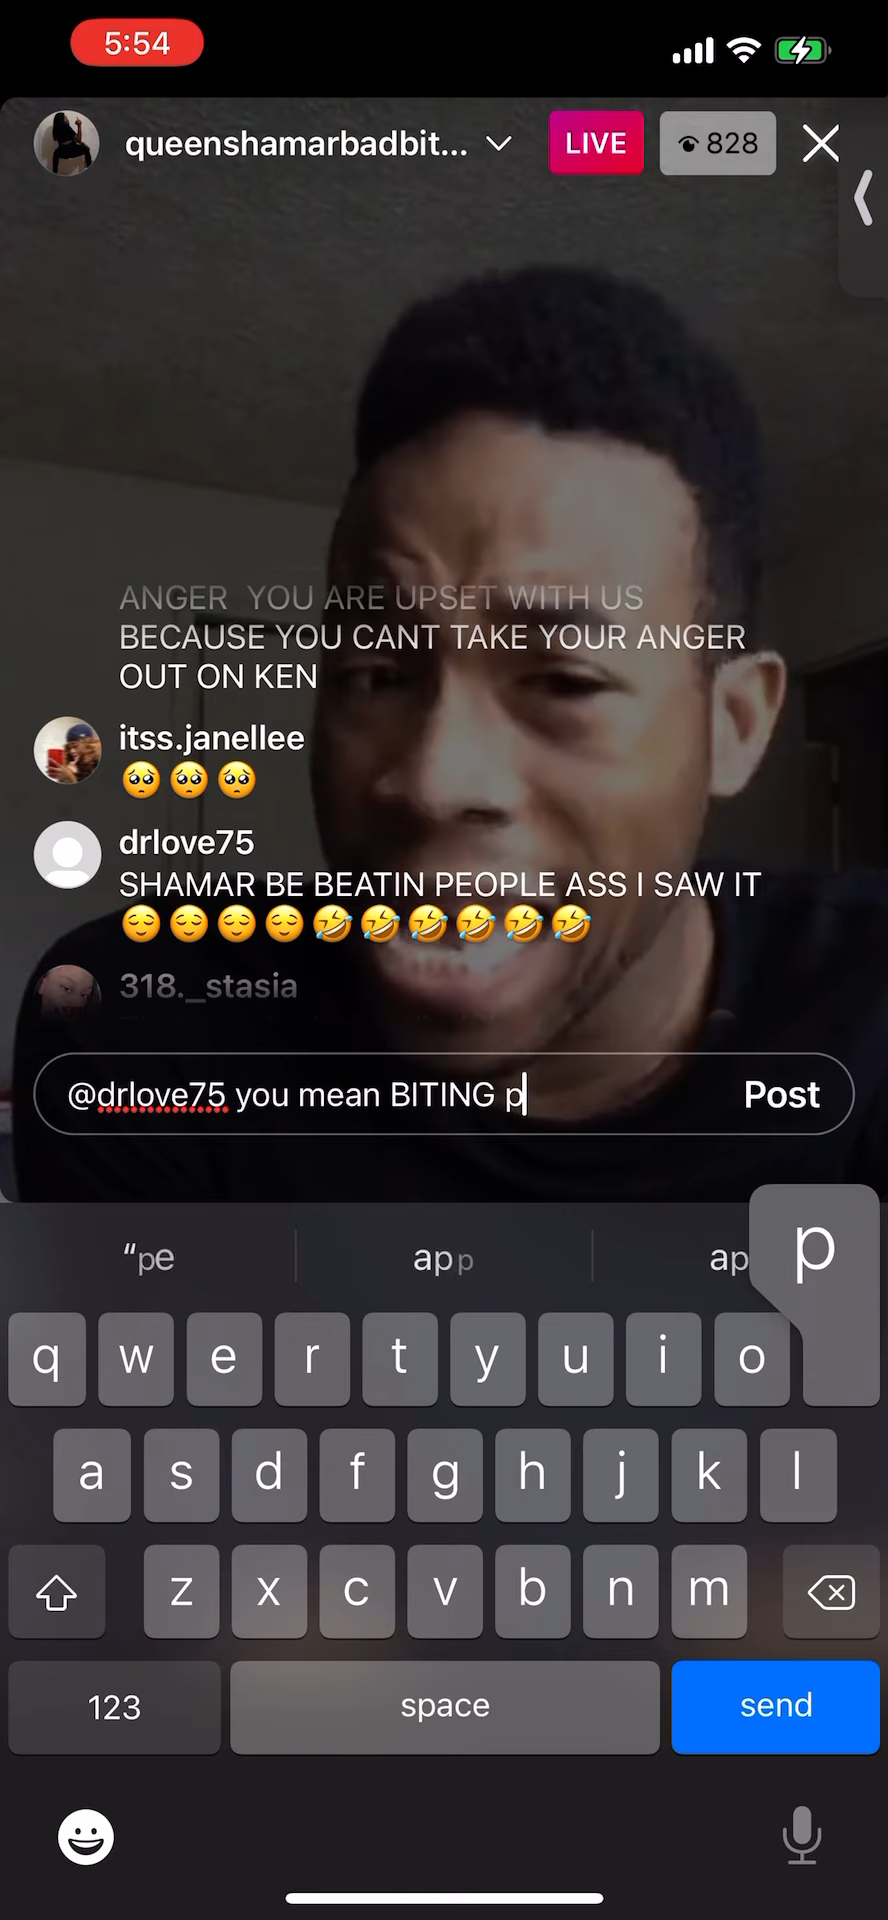 5:54
queenshamarbadbit...
LIVE
828
ANGER  YOU ARE UPSET WITH US
BECAUSE YOU CANT TAKE YOUR ANGER
OUT ON KEN
itss.janellee
🥺🥺🥺
drlove75
SHAMAR BE BEATIN PEOPLE ASS I SAW IT
😌😌😌😌🤣🤣🤣🤣🤣🤣
318._stasia
@drlove75 you mean BITING p
Post
“pe
app
ap
p
q w e r t y u i o
a s d f g h j k l
z x c v b n m
123
space
send